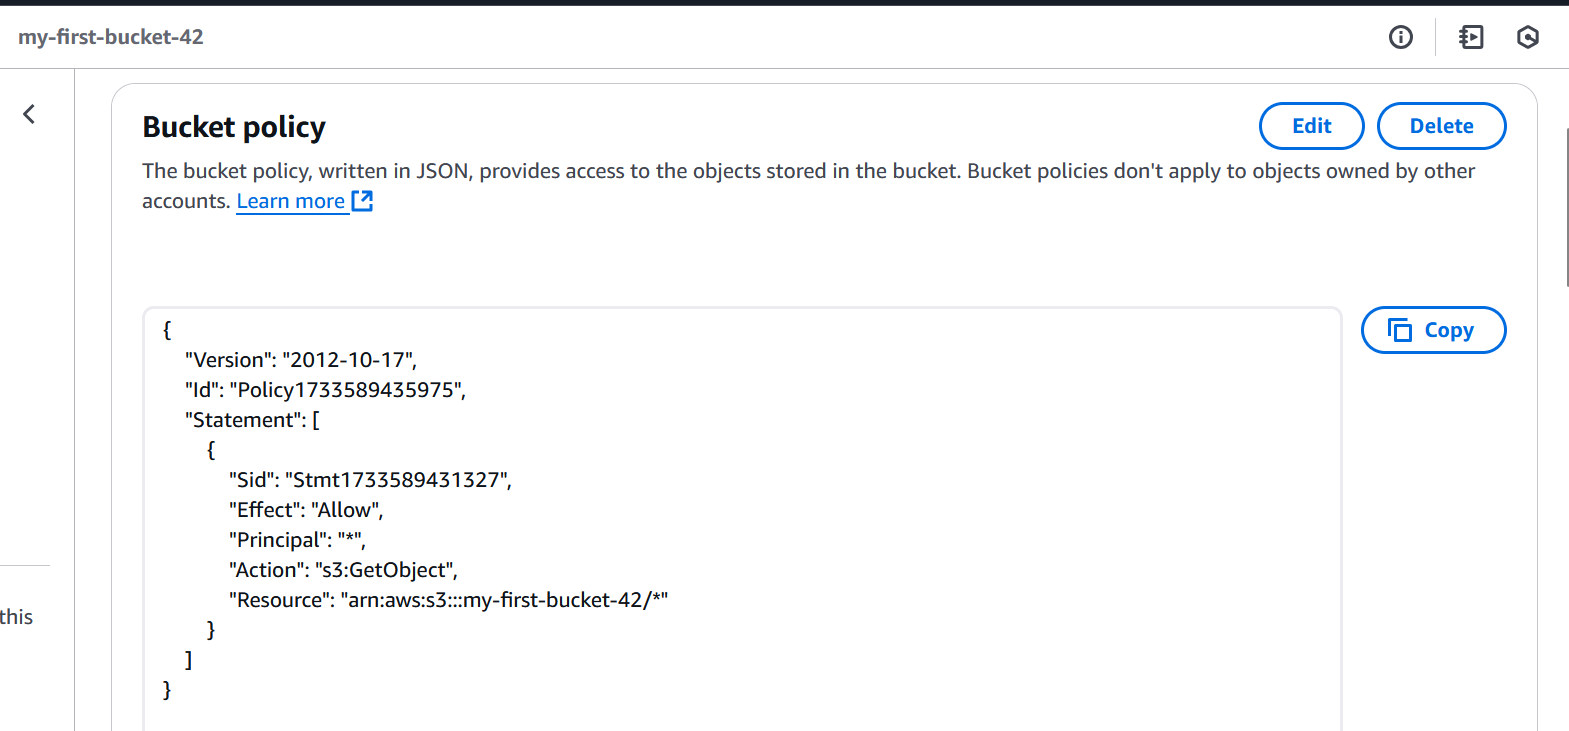 my-first-bucket-42
Bucket policy
Edit
Delete
The bucket policy, written in JSON, provides access to the objects stored in the bucket. Bucket policies don't apply to objects owned by other
accounts. Learn more
{
Copy
"Version": "2012-10-17",
"Id": "Policy1733589435975",
"Statement": [
{
"Sid": "Stmt1733589431327",
"Effect": "Allow",
"Principal": "*",
"Action": "s3:GetObject",
"Resource": "arn:aws:s3:::my-first-bucket-42/*"
}
]
}
this